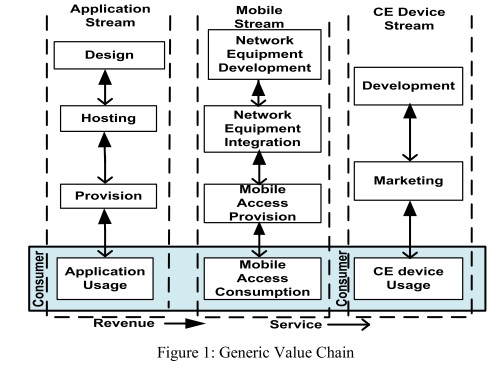 Application
Stream
Design
Hosting
Provision
Consumer
Application
Usage
Mobile
Stream
Network
Equipment
Development
Network
Equipment
Integration
Mobile
Access
Provision
Mobile
Access
Consumption
CE Device
Stream
Development
Marketing
Consumer
CE device
Usage
Revenue
Service
Figure 1: Generic Value Chain